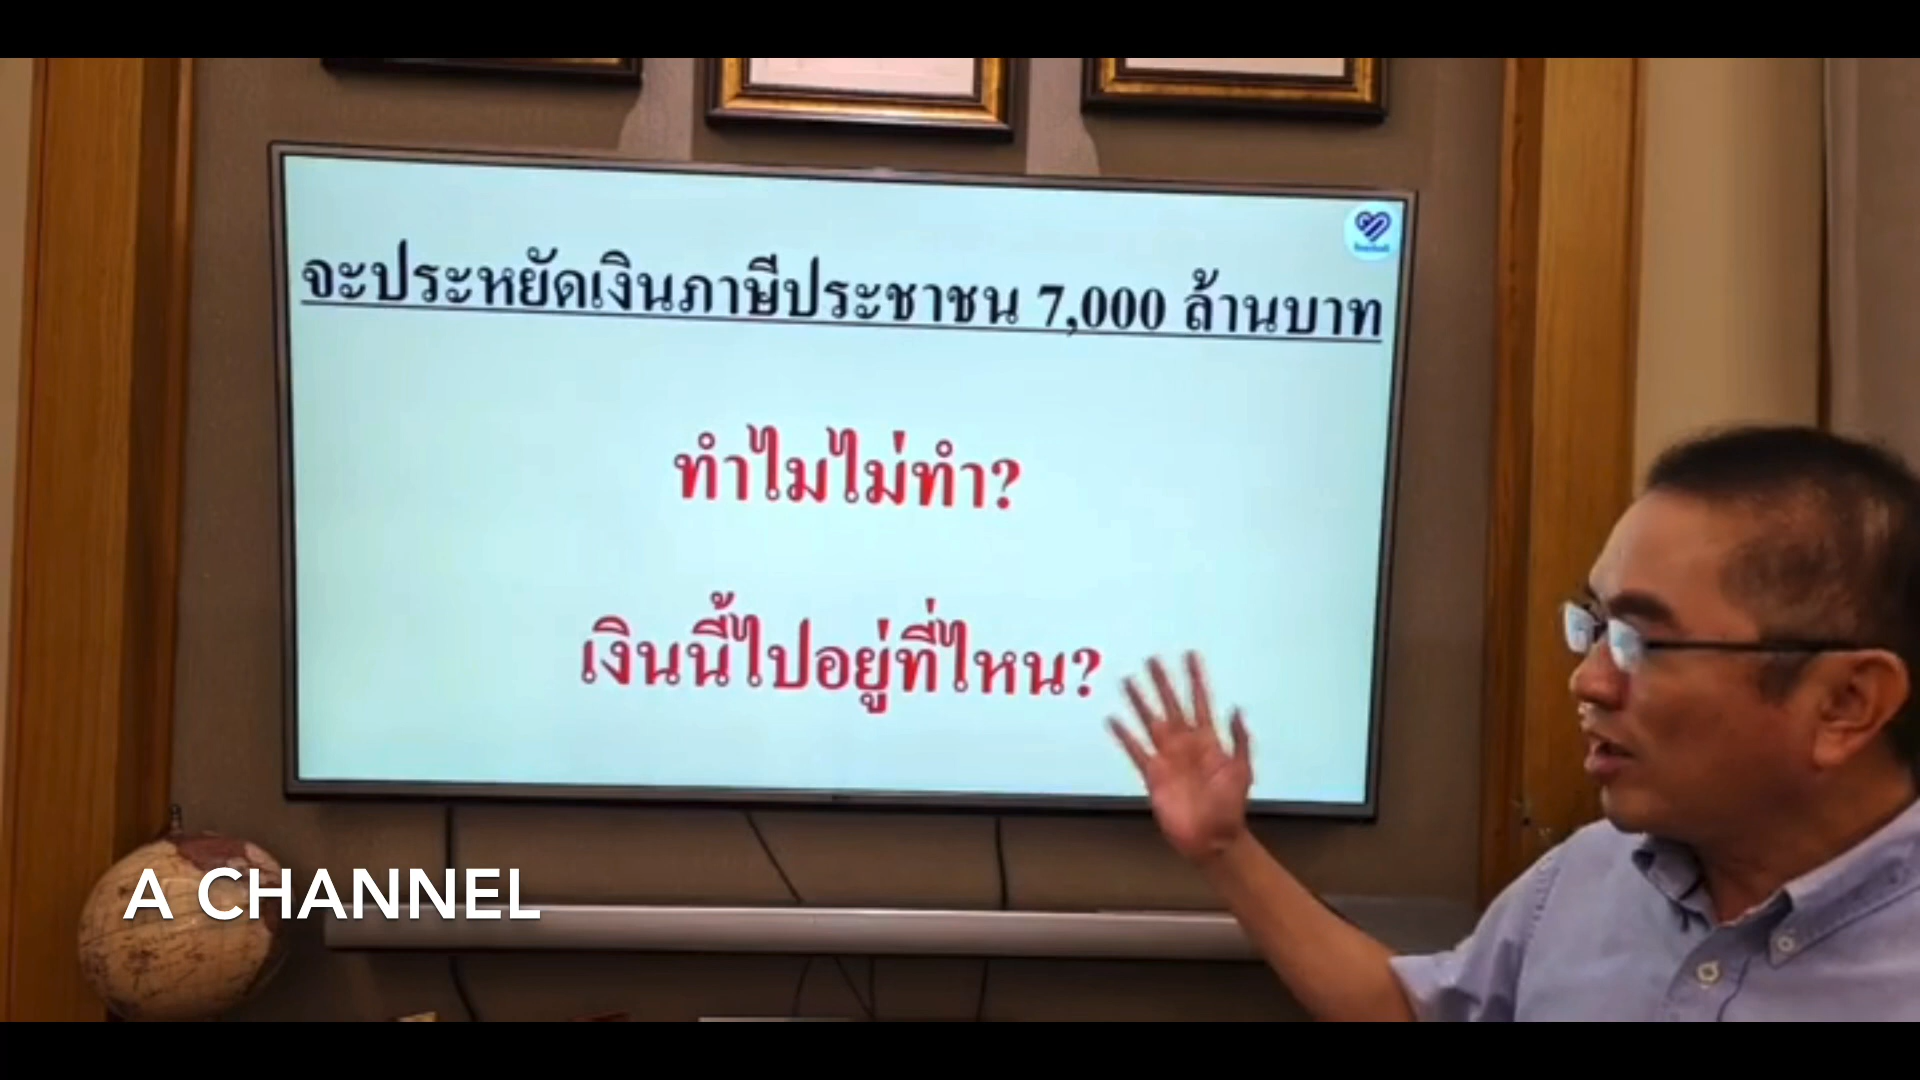 จะประหยัดเงินภาษีประชาชน 7,000 ล้านบาท
ทำไมไม่ทำ?
เงินนี้ไปอยู่ที่ไหน?
A CHANNEL